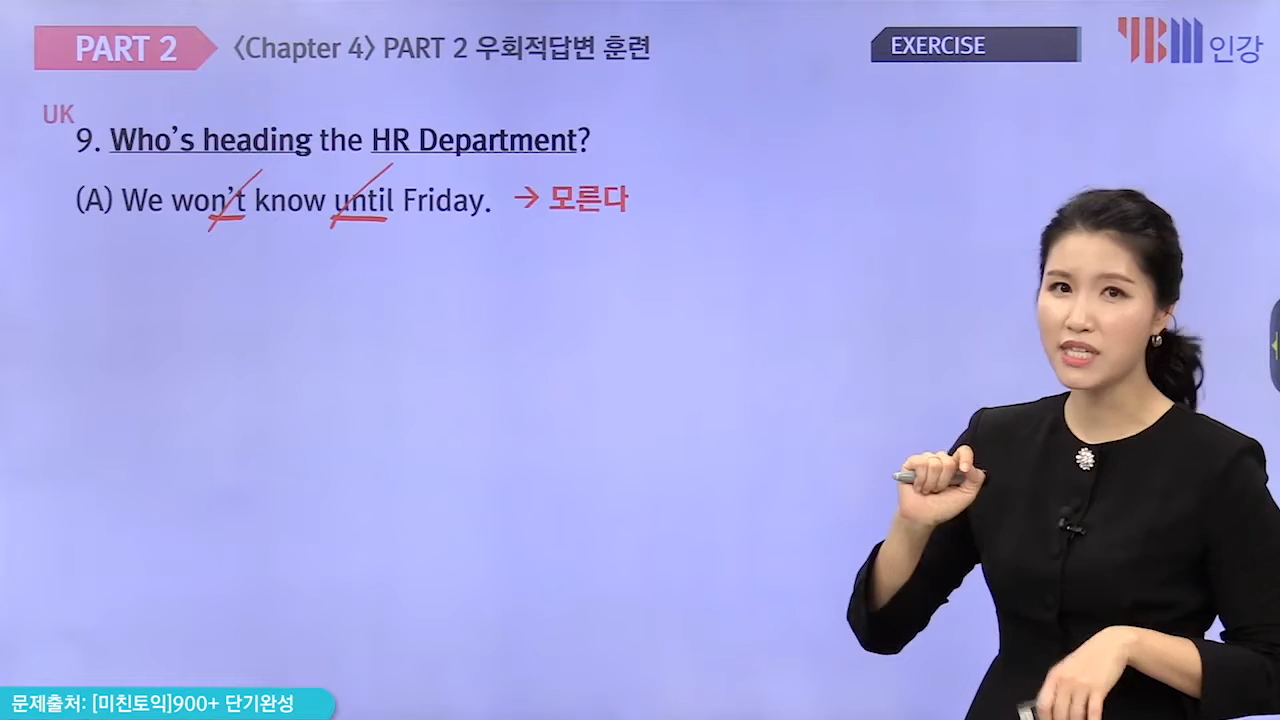 PART 2 〈Chapter 4〉 PART 2 우회적답변 훈련 EXERCISE YBM 인강
UK
9. Who's heading the HR Department?
(A) We won't know until Friday. → 모른다
문제출처: [미친토익]900+ 단기완성